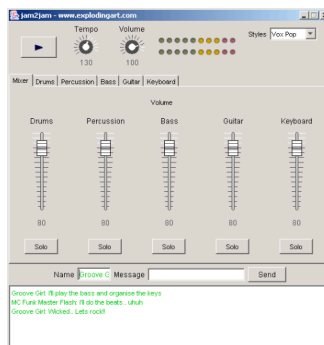 jam2jam - www.explodingart.com
Tempo Volume Styles Vox Pop
130 100
Mixer Drums Percussion Bass Guitar Keyboard
Volume
Drums Percussion Bass Guitar Keyboard
80 80 80 80 80
Solo Solo Solo Solo Solo
Name Groove G Message Send
Groove Girl: I'll play the bass and organise the keys
MC Funk Master Flash: I'll do the beats.. uhuh
Groove Girl: Wicked.. Lets rock!!